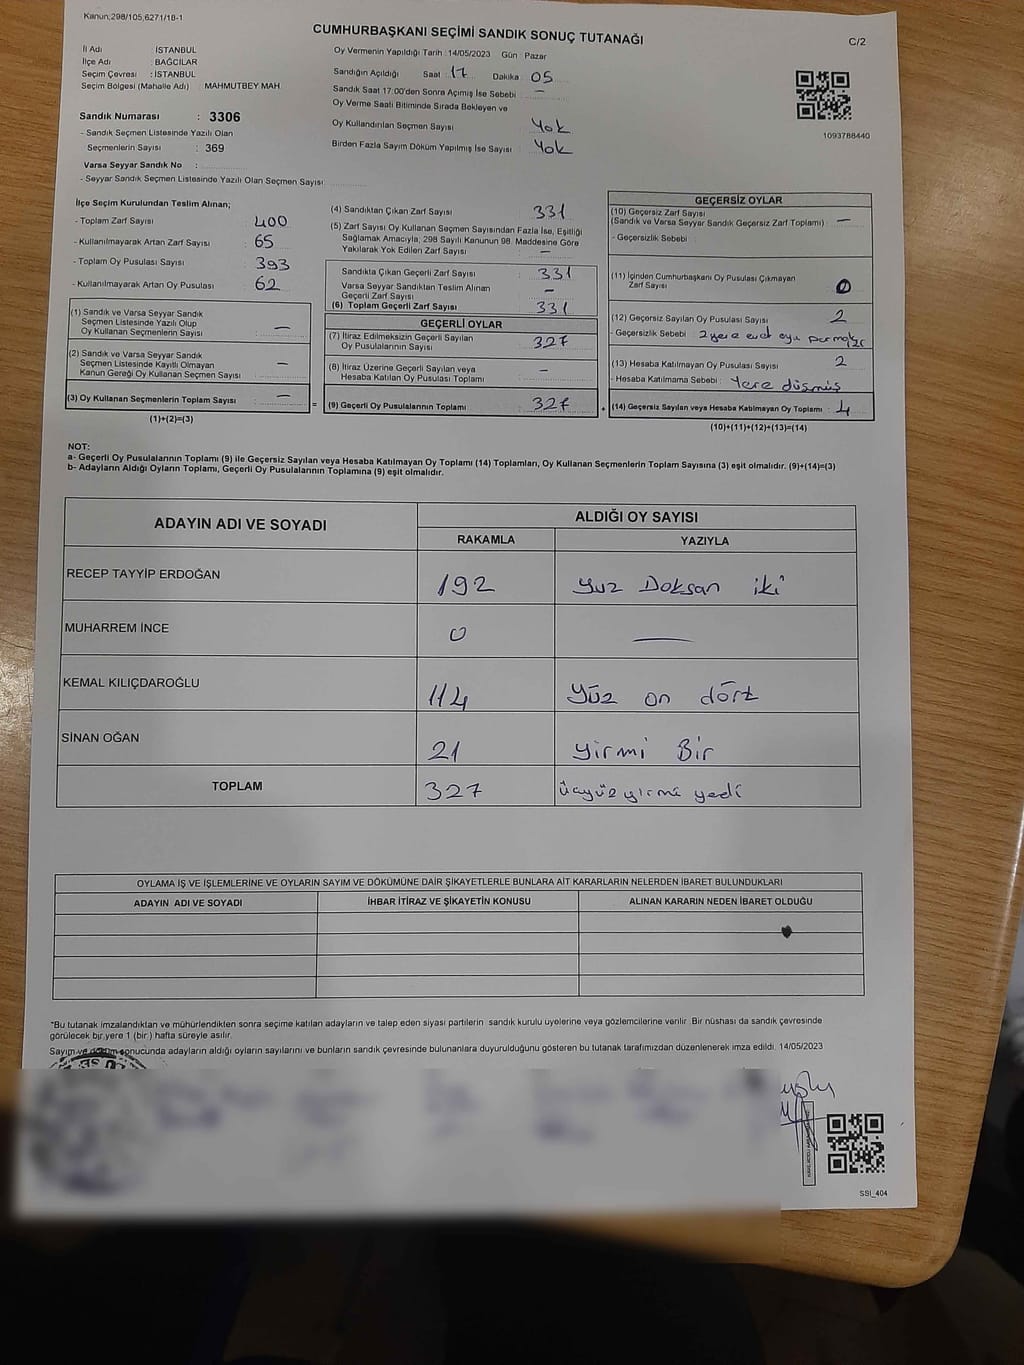 Kanun;298/105,6271/18-1
CUMHURBAŞKANI SEÇİMİ SANDIK SONUÇ TUTANAĞI
C/2
İl Adı : İSTANBUL
İlçe Adı : BAĞCILAR
Seçim Çevresi : İSTANBUL
Seçim Bölgesi (Mahalle Adı) MAHMUTBEY MAH
Sandık Numarası : 3306
- Sandık Seçmen Listesinde Yazılı Olan
Seçmenlerin Sayısı : 369
Varsa Seyyar Sandık No :
- Seyyar Sandık Seçmen Listesinde Yazılı Olan Seçmen Sayısı:
Oy Vermenin Yapıldığı Tarih : 14/05/2023 Gün : Pazar
Sandığın Açıldığı Saat : 17 Dakika : 05
Sandık Saat 17:00'den Sonra Açımış İse Sebebi : -
Oy Verme Saati Bitiminde Sırada Bekleyen ve
Oy Kullandırılan Seçmen Sayısı : Yok
Birden Fazla Sayım Döküm Yapılmış İse Sayısı : Yok
1093788440
İlçe Seçim Kurulundan Teslim Alınan;
- Toplam Zarf Sayısı : 400
- Kullanılmayarak Artan Zarf Sayısı : 65
- Toplam Oy Pusulası Sayısı : 393
- Kullanılmayarak Artan Oy Pusulası : 62
(1) Sandık ve Varsa Seyyar Sandık
Seçmen Listesinde Yazılı Olup
Oy Kullanan Seçmenlerin Sayısı : -
(2) Sandık ve Varsa Seyyar Sandık
Seçmen Listesinde Kayıtlı Olmayan
Kanun Gereği Oy Kullanan Seçmen Sayısı : -
(3) Oy Kullanan Seçmenlerin Toplam Sayısı : -
(1)+(2)=(3)
(4) Sandıktan Çıkan Zarf Sayısı : 331
(5) Zarf Sayısı Oy Kullanan Seçmen Sayısından Fazla İse, Eşitliği
Sağlamak Amacıyla, 298 Sayılı Kanunun 98. Maddesine Göre
Yakılarak Yok Edilen Zarf Sayısı : -
Sandıkta Çıkan Geçerli Zarf Sayısı : 331
Varsa Seyyar Sandıktan Teslim Alınan
Geçerli Zarf Sayısı : -
(6) Toplam Geçerli Zarf Sayısı : 331
GEÇERLİ OYLAR
(7) İtiraz Edilmeksizin Geçerli Sayılan
Oy Pusulalarının Sayısı : 327
(8) İtiraz Üzerine Geçerli Sayılan veya
Hesaba Katılan Oy Pusulası Toplamı : -
= (9) Geçerli Oy Pusulalarının Toplamı : 327
GEÇERSİZ OYLAR
(10) Geçersiz Zarf Sayısı
(Sandık ve Varsa Seyyar Sandık Geçersiz Zarf Toplamı) : -
- Geçersizlik Sebebi :
(11) İçinden Cumhurbaşkanı Oy Pusulası Çıkmayan
Zarf Sayısı : 0
(12) Geçersiz Sayılan Oy Pusulası Sayısı : 2
- Geçersizlik Sebebi : 2 yere evet oyu
(13) Hesaba Katılmayan Oy Pusulası Sayısı : 2
- Hesaba Katılmama Sebebi : Yere düşmüş
+ (14) Geçersiz Sayılan veya Hesaba Katılmayan Oy Toplamı : 4
(10)+(11)+(12)+(13)=(14)
NOT:
a- Geçerli Oy Pusulalarının Toplamı (9) ile Geçersiz Sayılan veya Hesaba Katılmayan Oy Toplamı (14) Toplamları, Oy Kullanan Seçmenlerin Toplam Sayısına (3) eşit olmalıdır. (9)+(14)=(3)
b- Adayların Aldığı Oyların Toplamı, Geçerli Oy Pusulalarının Toplamına (9) eşit olmalıdır.
ADAYIN ADI VE SOYADI
ALDIĞI OY SAYISI
RAKAMLA YAZIYLA
RECEP TAYYİP ERDOĞAN 192 Yuz Doksan iki
MUHARREM İNCE 0 —
KEMAL KILIÇDAROĞLU 114 Yüz on dört
SİNAN OĞAN 21 yirmi Bir
TOPLAM 327 üçyüz yirmi yedi
OYLAMA İŞ VE İŞLEMLERİNE VE OYLARIN SAYIM VE DÖKÜMÜNE DAİR ŞİKAYETLERLE BUNLARA AİT KARARLARIN NELERDEN İBARET BULUNDUKLARI
ADAYIN ADI VE SOYADI İHBAR İTİRAZ VE ŞİKAYETİN KONUSU ALINAN KARARIN NEDEN İBARET OLDUĞU
*Bu tutanak imzalandıktan ve mühürlendikten sonra seçime katılan adayların ve talep eden siyasi partilerin sandık kurulu üyelerine veya gözlemcilerine verilir. Bir nüshası da sandık çevresinde
görülecek bir yere 1 (bir) hafta süreyle asılır.
Sayım ve döküm sonucunda adayların aldığı oyların sayılarını ve bunların sandık çevresinde bulunanlara duyurulduğunu gösteren bu tutanak tarafımızdan düzenlenerek imza edildi. 14/05/2023
SSI_404